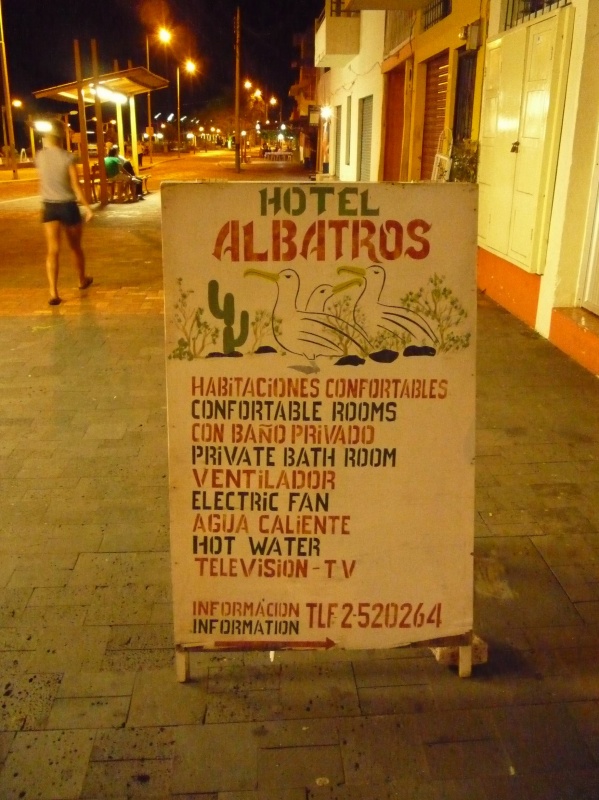 HOTEL
ALBATROS
HABITACIONES CONFORTABLES
CONFORTABLE ROOMS
CON BAÑO PRIVADO
PRIVATE BATH ROOM
VENTILADOR
ELECTRIC FAN
AGUA CALIENTE
HOT WATER
TELEVISION - TV
INFORMÁCION TLF 2-520264
INFORMATION